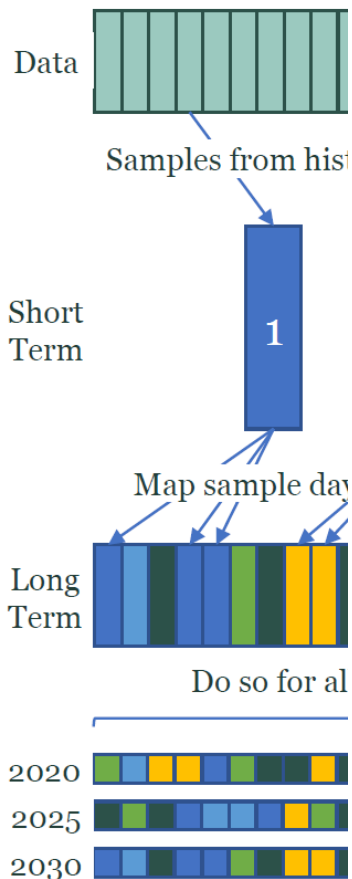 Data
Samples from hist
Short
Term
1
Map sample day
Long
Term
Do so for al
2020
2025
2030